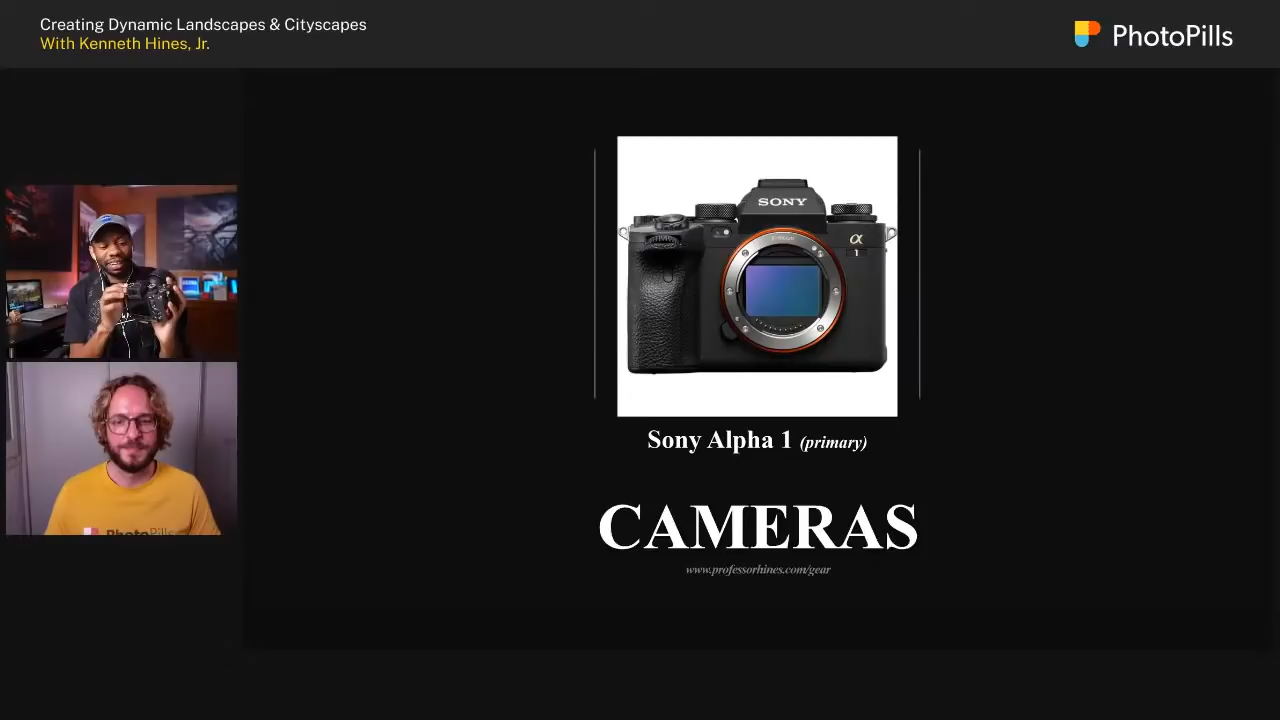 Creating Dynamic Landscapes & Cityscapes
With Kenneth Hines, Jr.
PhotoPills
SONY
α
1
PhotoPills
Sony Alpha 1 (primary)
CAMERAS
www.professorhines.com/gear